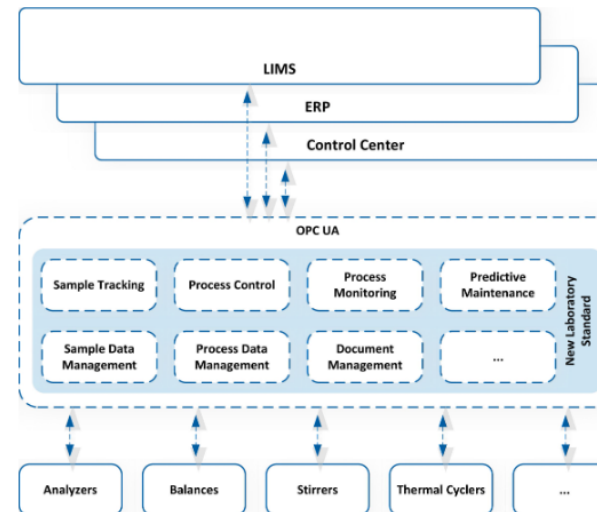 LIMS
ERP
Control Center
OPC UA
Sample Tracking
Process Control
Process
Monitoring
Predictive
Maintenance
Sample Data
Management
Process Data
Management
Document
Management
...
New Laboratory
Standard
Analyzers
Balances
Stirrers
Thermal Cyclers
...